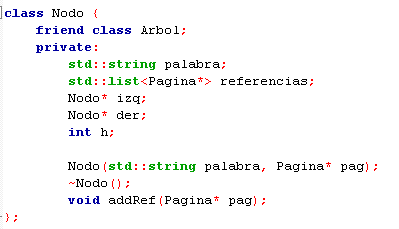 class Nodo {
friend class Arbol;
private:
std::string palabra;
std::list<Pagina*> referencias;
Nodo* izq;
Nodo* der;
int h;
Nodo(std::string palabra, Pagina* pag);
~Nodo();
void addRef(Pagina* pag);
};